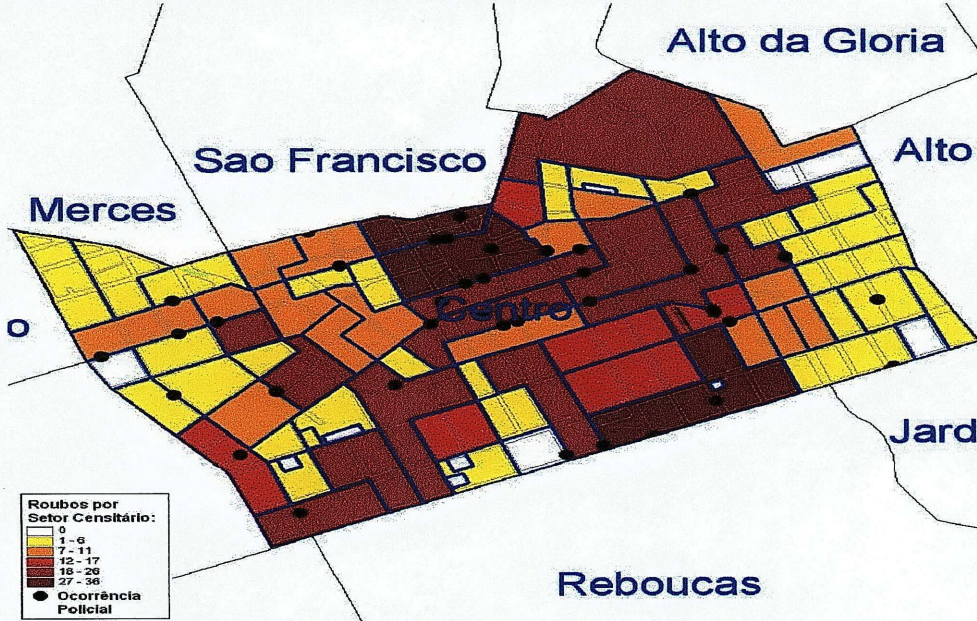 Alto da Gloria
Sao Francisco
Alto
Merces
Centro
o
Jard
Reboucas
Roubos por
Setor Censitário:
0
1 - 6
7 - 11
12 - 17
18 - 26
27 - 36
Ocorrência
Policial